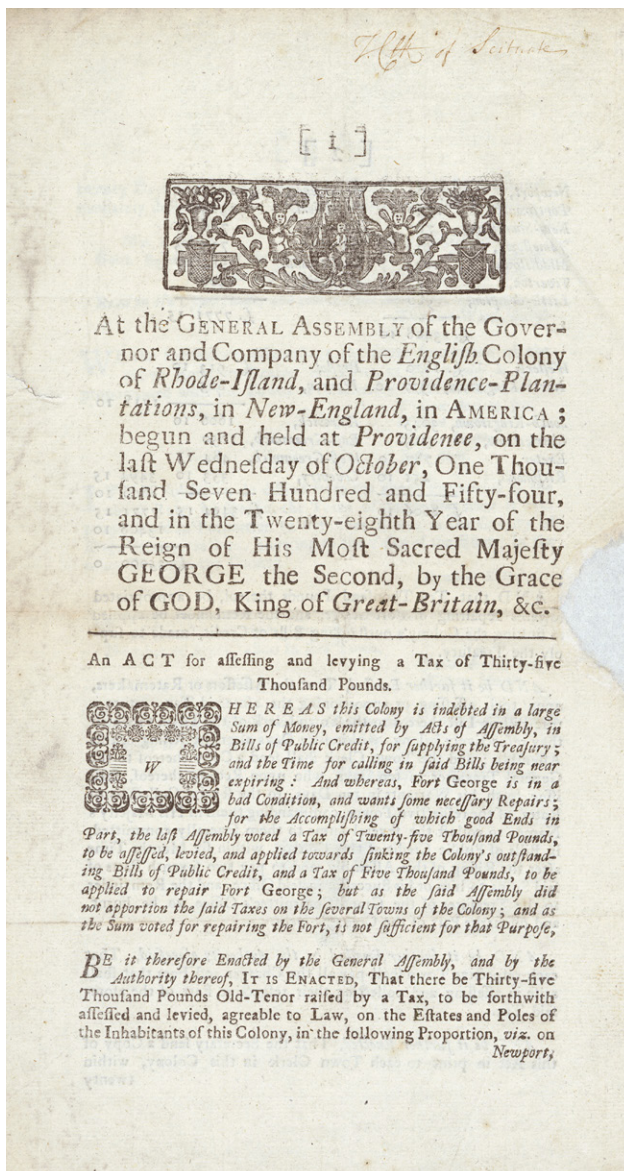 of Scituate
[ 1 ]
At the GENERAL ASSEMBLY of the Gover-
nor and Company of the Engliſh Colony
of Rhode-Iſland, and Providence-Plan-
tations, in New-England, in AMERICA ;
begun and held at Providence, on the
laſt Wedneſday of October, One Thou-
ſand Seven Hundred and Fifty-four,
and in the Twenty-eighth Year of the
Reign of His Moſt Sacred Majeſty
GEORGE the Second, by the Grace
of GOD, King of Great-Britain, &c.
An ACT for aſſeſſing and levying a Tax of Thirty-five
Thouſand Pounds.
WHEREAS this Colony is indebted in a large
Sum of Money, emitted by Acts of Aſſembly, in
Bills of Public Credit, for ſupplying the Treaſury ;
and the Time for calling in ſaid Bills being near
expiring : And whereas, Fort George is in a
bad Condition, and wants ſome neceſſary Repairs ;
for the Accompliſhing of which good Ends in
Part, the laſt Aſſembly voted a Tax of Twenty-five Thouſand Pounds,
to be aſſeſſed, levied, and applied towards ſinking the Colony's outſtand-
ing Bills of Public Credit, and a Tax of Five Thouſand Pounds, to be
applied to repair Fort George ; but as the ſaid Aſſembly did
not apportion the ſaid Taxes on the ſeveral Towns of the Colony ; and as
the Sum voted for repairing the Fort, is not ſufficient for that Purpoſe,
BE it therefore Enacted by the General Aſſembly, and by the
Authority thereof, IT IS ENACTED, That there be Thirty-five
Thouſand Pounds Old-Tenor raiſed by a Tax, to be forthwith
aſſeſſed and levied, agreable to Law, on the Eſtates and Poles of
the Inhabitants of this Colony, in the following Proportion, viz. on
Newport,